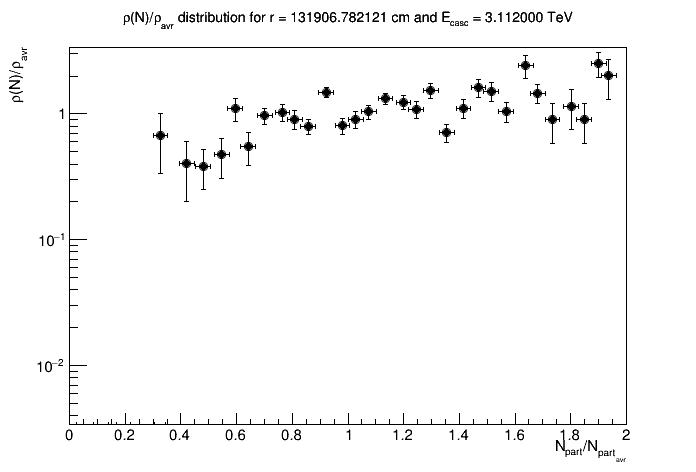 ρ(N)/ρavr distribution for r = 131906.782121 cm and Ecasc = 3.112000 TeV
ρ(N)/ρavr
1
10−1
10−2
0 0.2 0.4 0.6 0.8 1 1.2 1.4 1.6 1.8 2
Npart/Npartavr